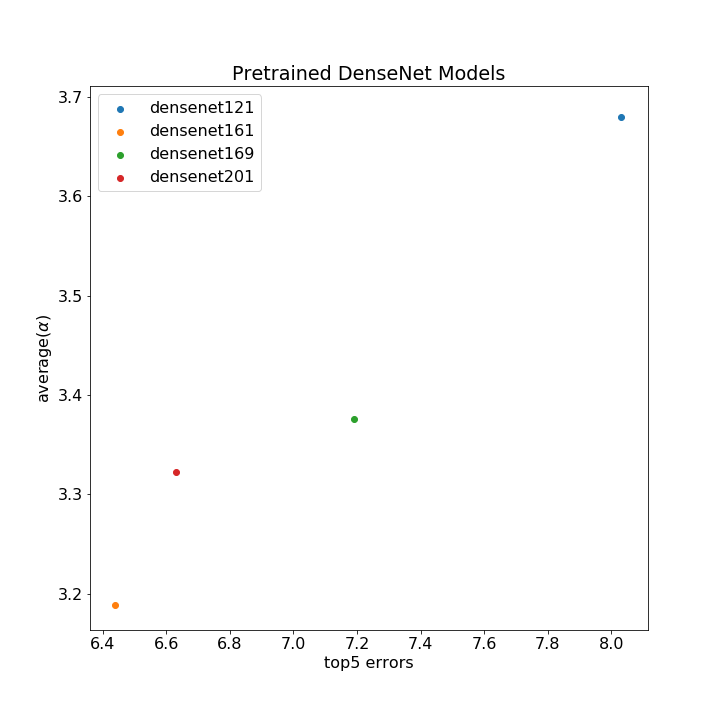 Pretrained DenseNet Models
densenet121
densenet161
densenet169
densenet201
3.7
3.6
3.5
3.4
3.3
3.2
average(α)
6.4 6.6 6.8 7.0 7.2 7.4 7.6 7.8 8.0
top5 errors